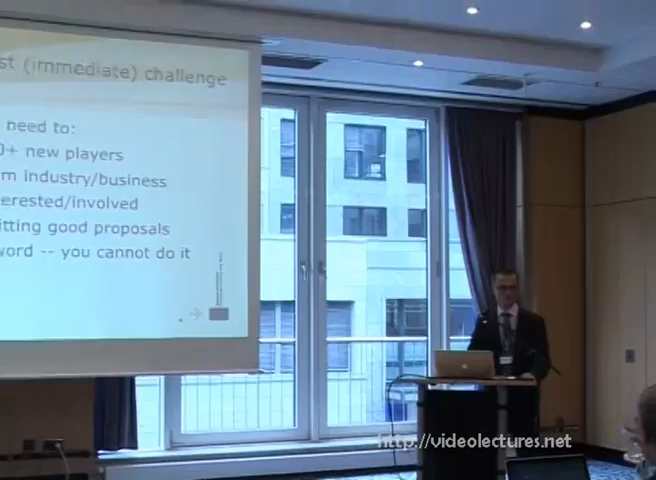 st (immediate) challenge
need to:
0+ new players
m industry/business
erested/involved
itting good proposals
word -- you cannot do it
http://videolectures.net